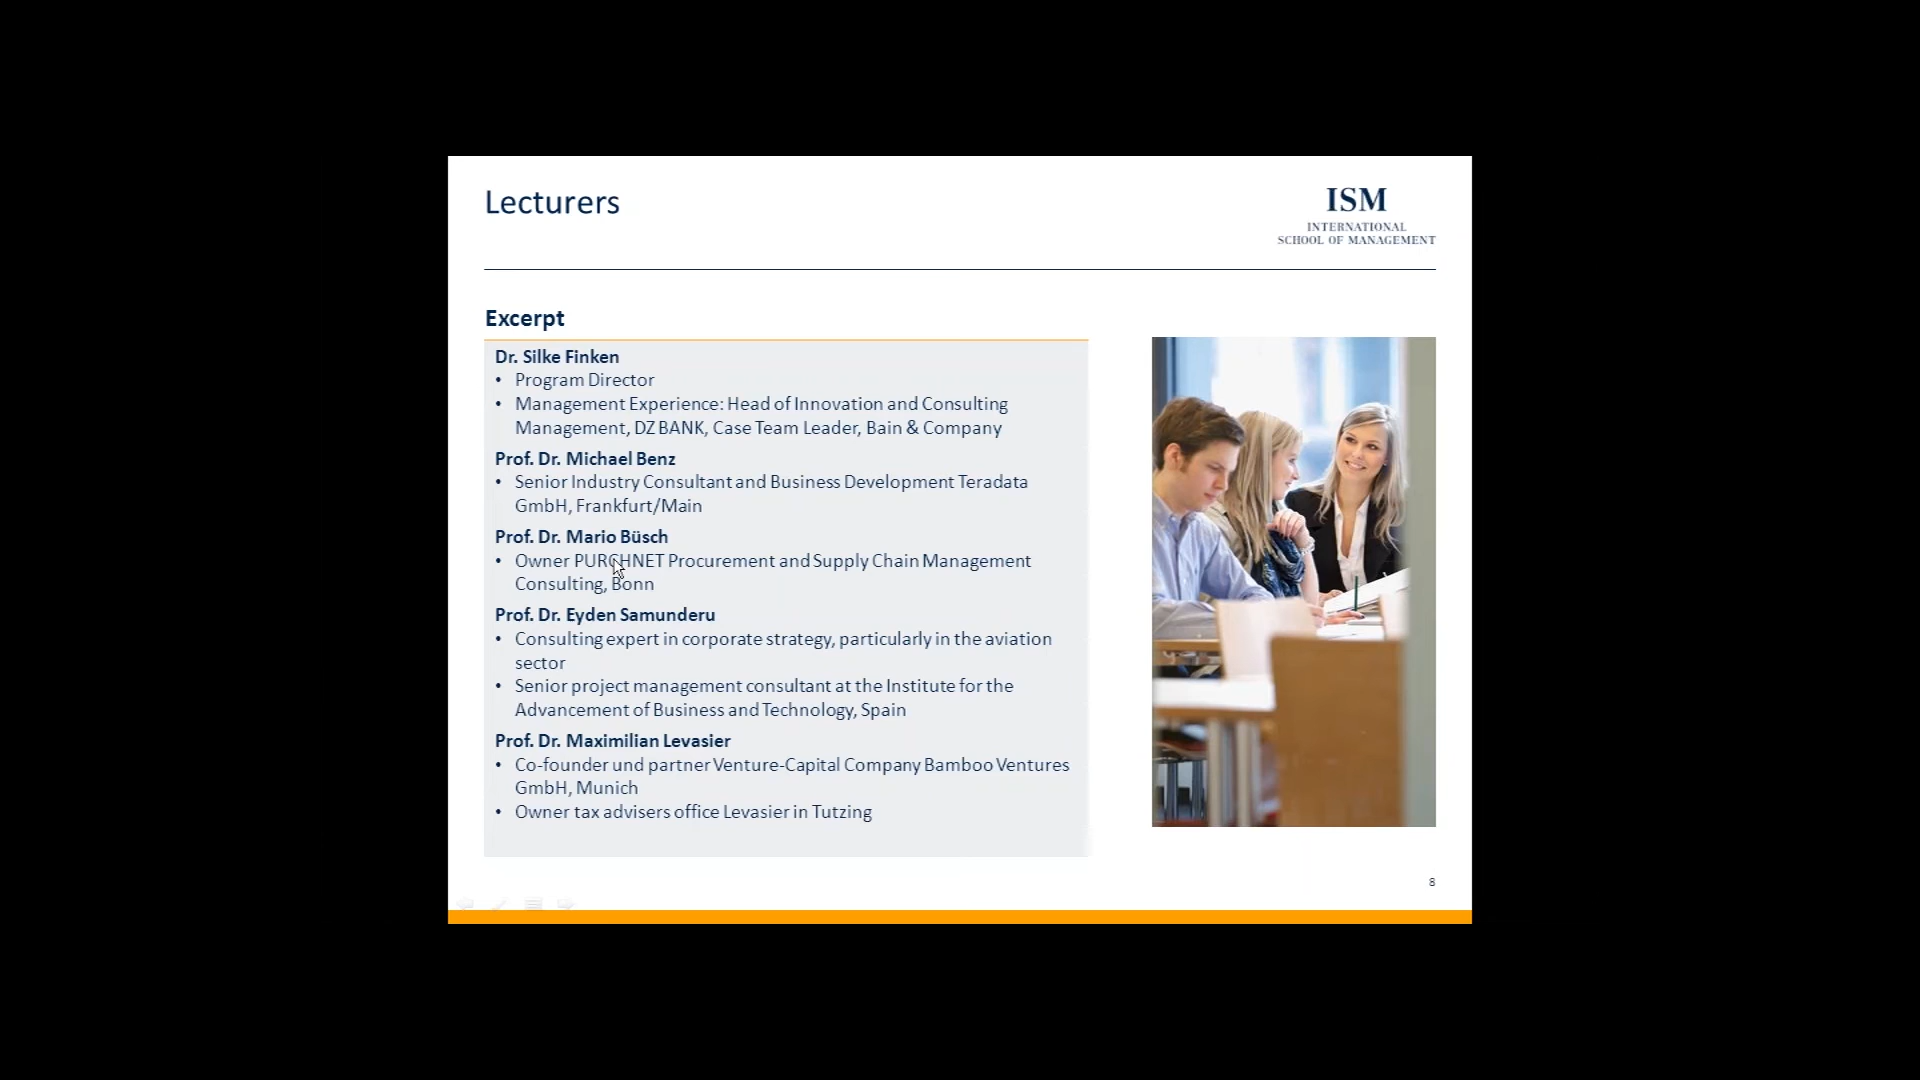 Lecturers
ISM
INTERNATIONAL
SCHOOL OF MANAGEMENT
Excerpt
Dr. Silke Finken
• Program Director
• Management Experience: Head of Innovation and Consulting
Management, DZ BANK, Case Team Leader, Bain & Company
Prof. Dr. Michael Benz
• Senior Industry Consultant and Business Development Teradata
GmbH, Frankfurt/Main
Prof. Dr. Mario Büsch
• Owner PURCHNET Procurement and Supply Chain Management
Consulting, Bonn
Prof. Dr. Eyden Samunderu
• Consulting expert in corporate strategy, particularly in the aviation
sector
• Senior project management consultant at the Institute for the
Advancement of Business and Technology, Spain
Prof. Dr. Maximilian Levasier
• Co-founder und partner Venture-Capital Company Bamboo Ventures
GmbH, Munich
• Owner tax advisers office Levasier in Tutzing
8